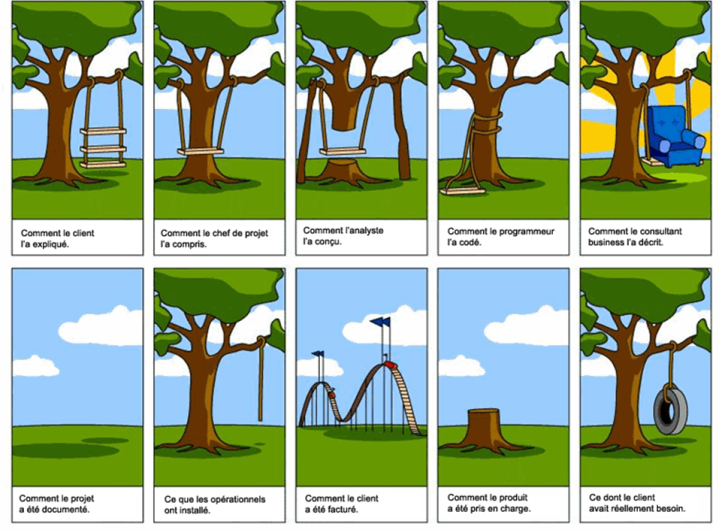 Comment le client
l'a expliqué.
Comment le chef de projet
l'a compris.
Comment l'analyste
l'a conçu.
Comment le programmeur
l'a codé.
Comment le consultant
business l'a décrit.
Comment le projet
a été documenté.
Ce que les opérationnels
ont installé.
Comment le client
a été facturé.
Comment le produit
a été pris en charge.
Ce dont le client
avait réellement besoin.